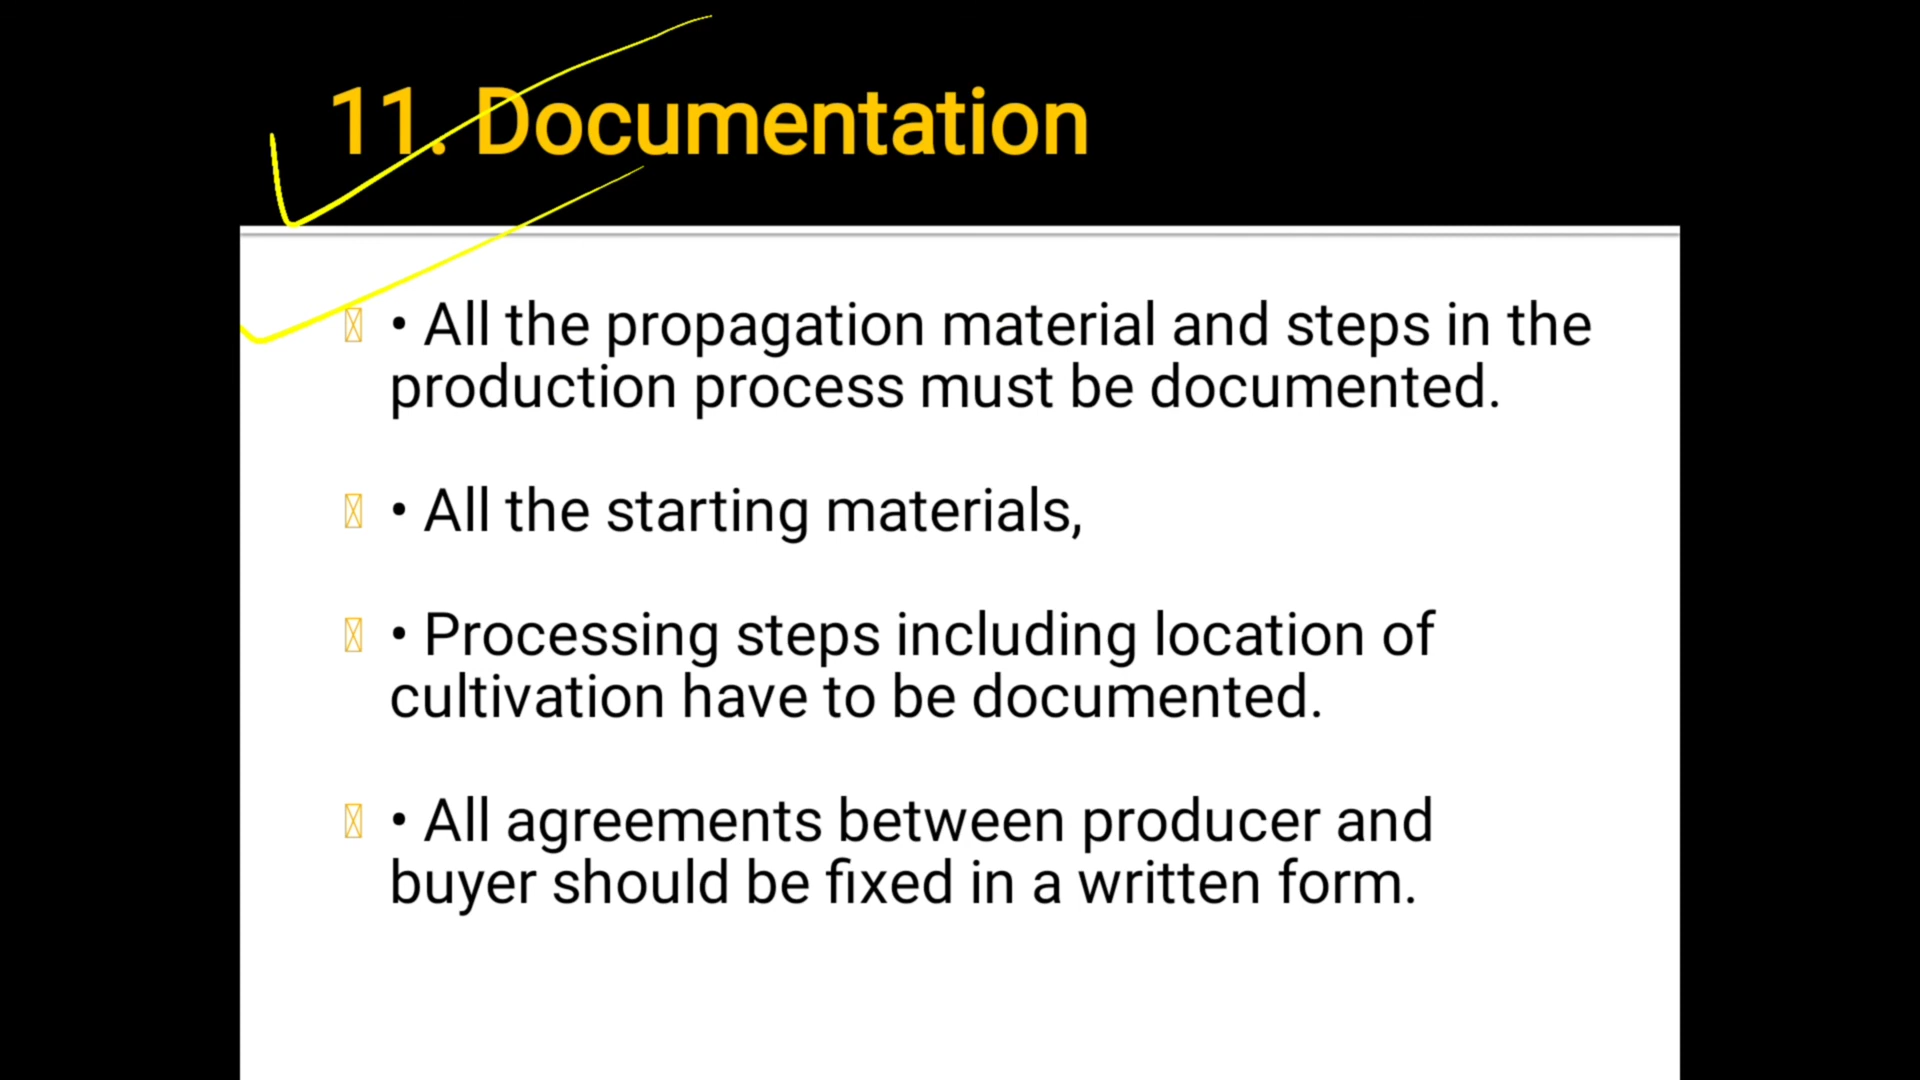 11. Documentation
• All the propagation material and steps in the
production process must be documented.
• All the starting materials,
• Processing steps including location of
cultivation have to be documented.
• All agreements between producer and
buyer should be fixed in a written form.